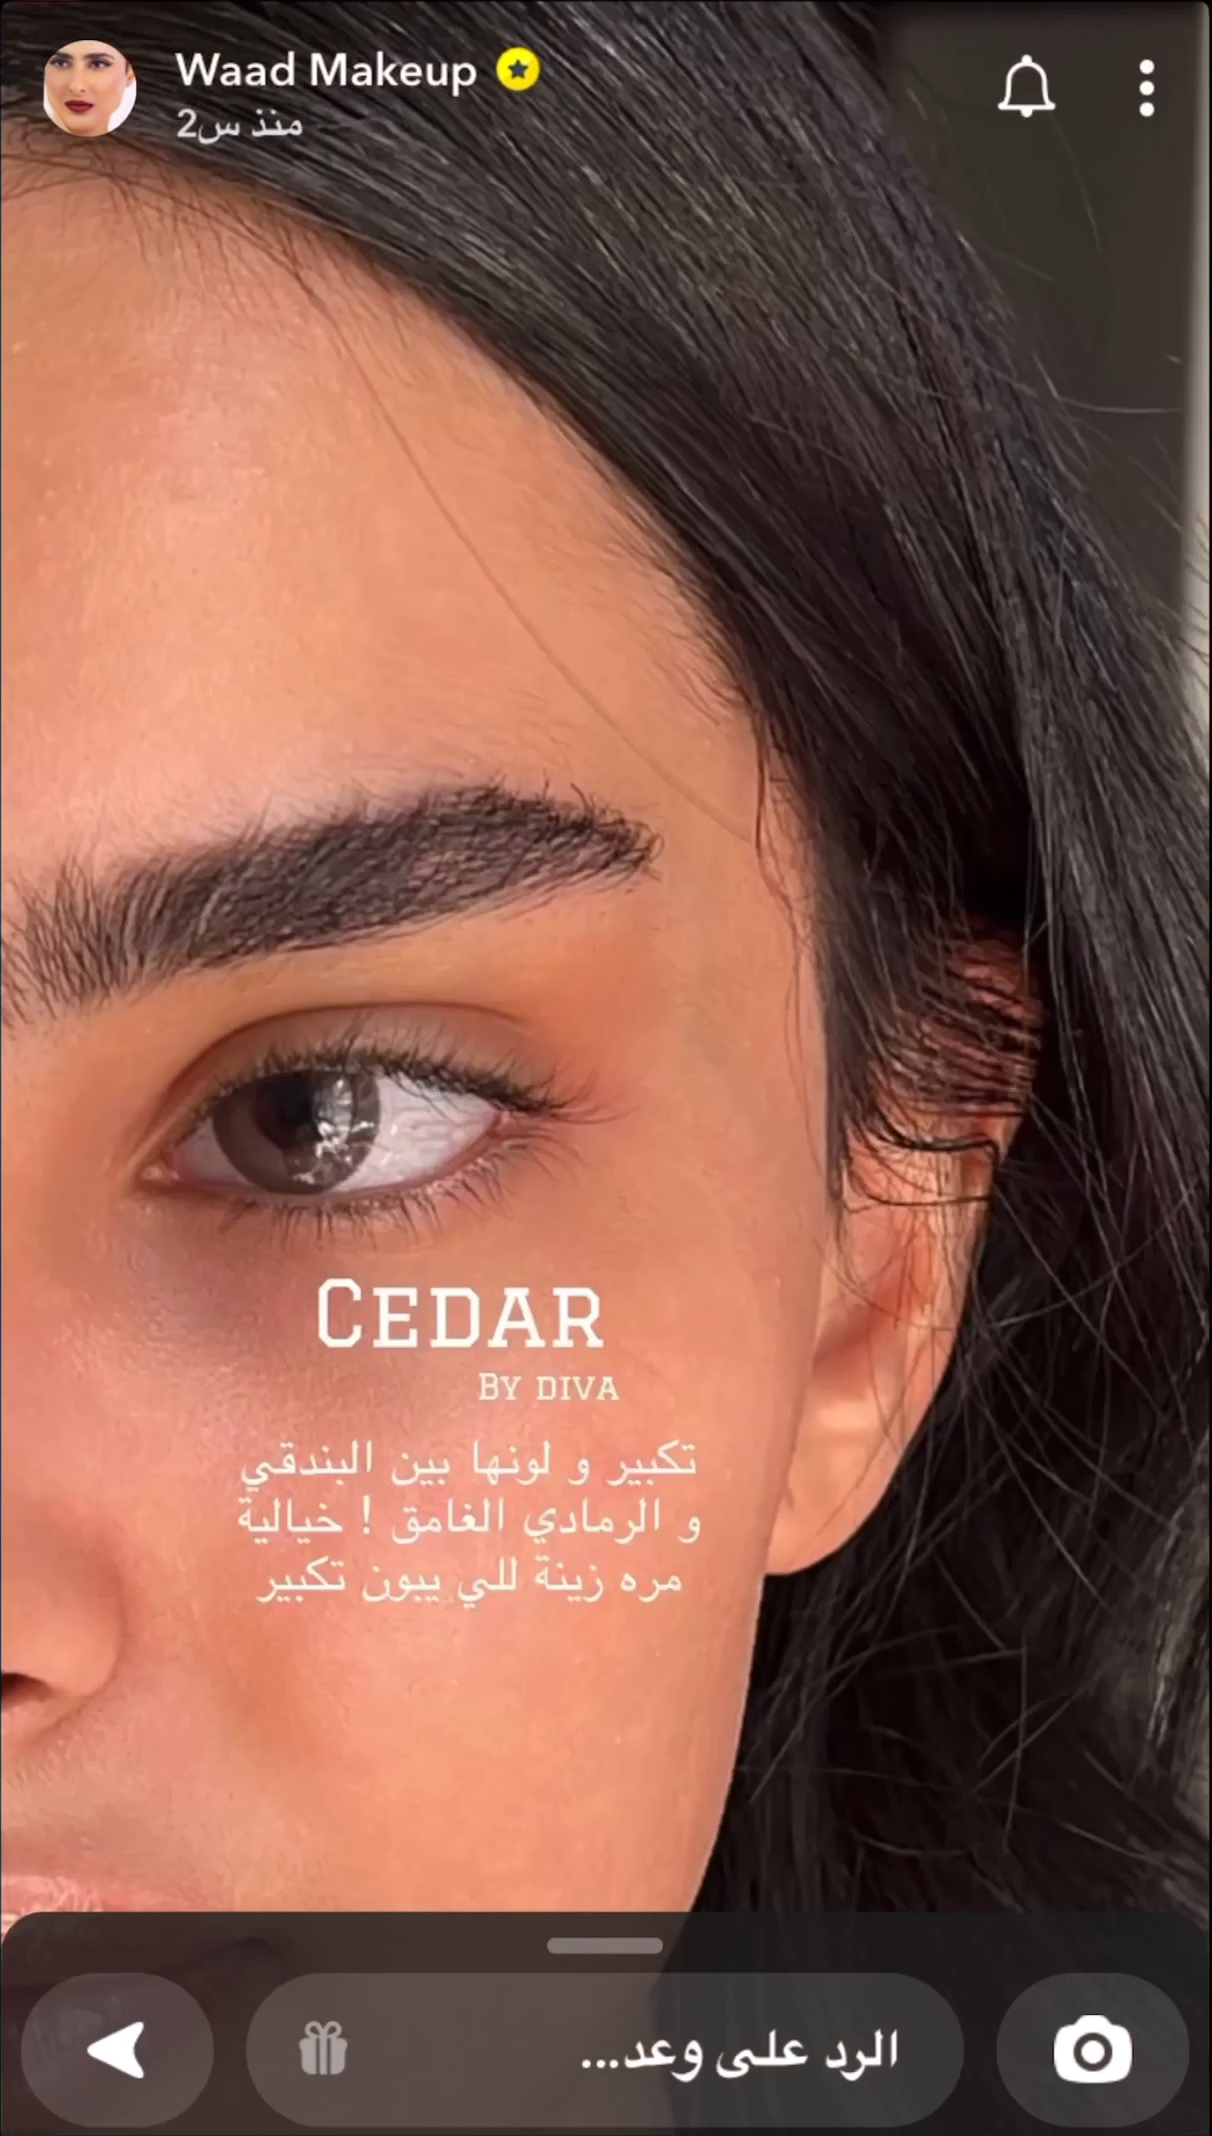 Waad Makeup
منذ س2
CEDAR
BY DIVA
تكبير و لونها بين البندقي
و الرمادي الغامق ! خيالية
مره زينة للي يبون تكبير
الرد على وعد...